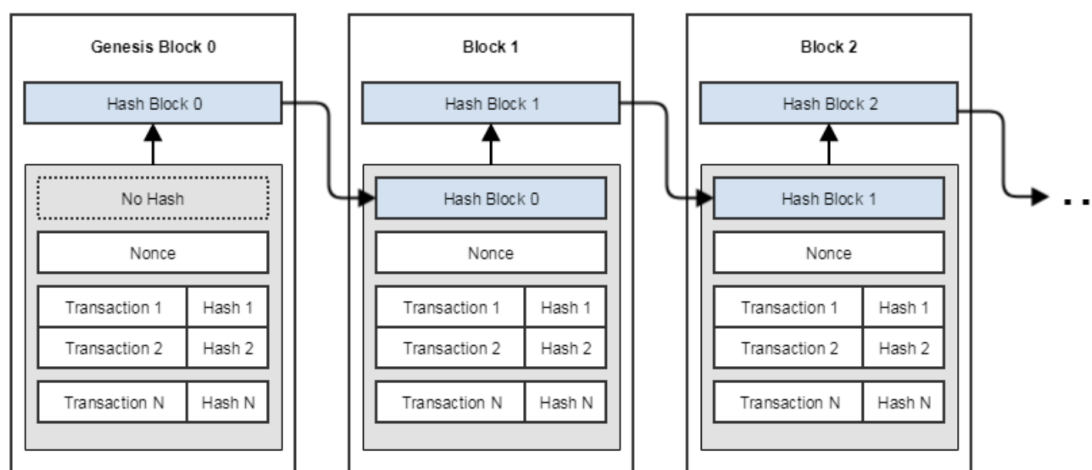 Genesis Block 0
Hash Block 0
No Hash
Nonce
Transaction 1 Hash 1
Transaction 2 Hash 2
Transaction N Hash N
Block 1
Hash Block 1
Hash Block 0
Nonce
Transaction 1 Hash 1
Transaction 2 Hash 2
Transaction N Hash N
Block 2
Hash Block 2
Hash Block 1
Nonce
Transaction 1 Hash 1
Transaction 2 Hash 2
Transaction N Hash N